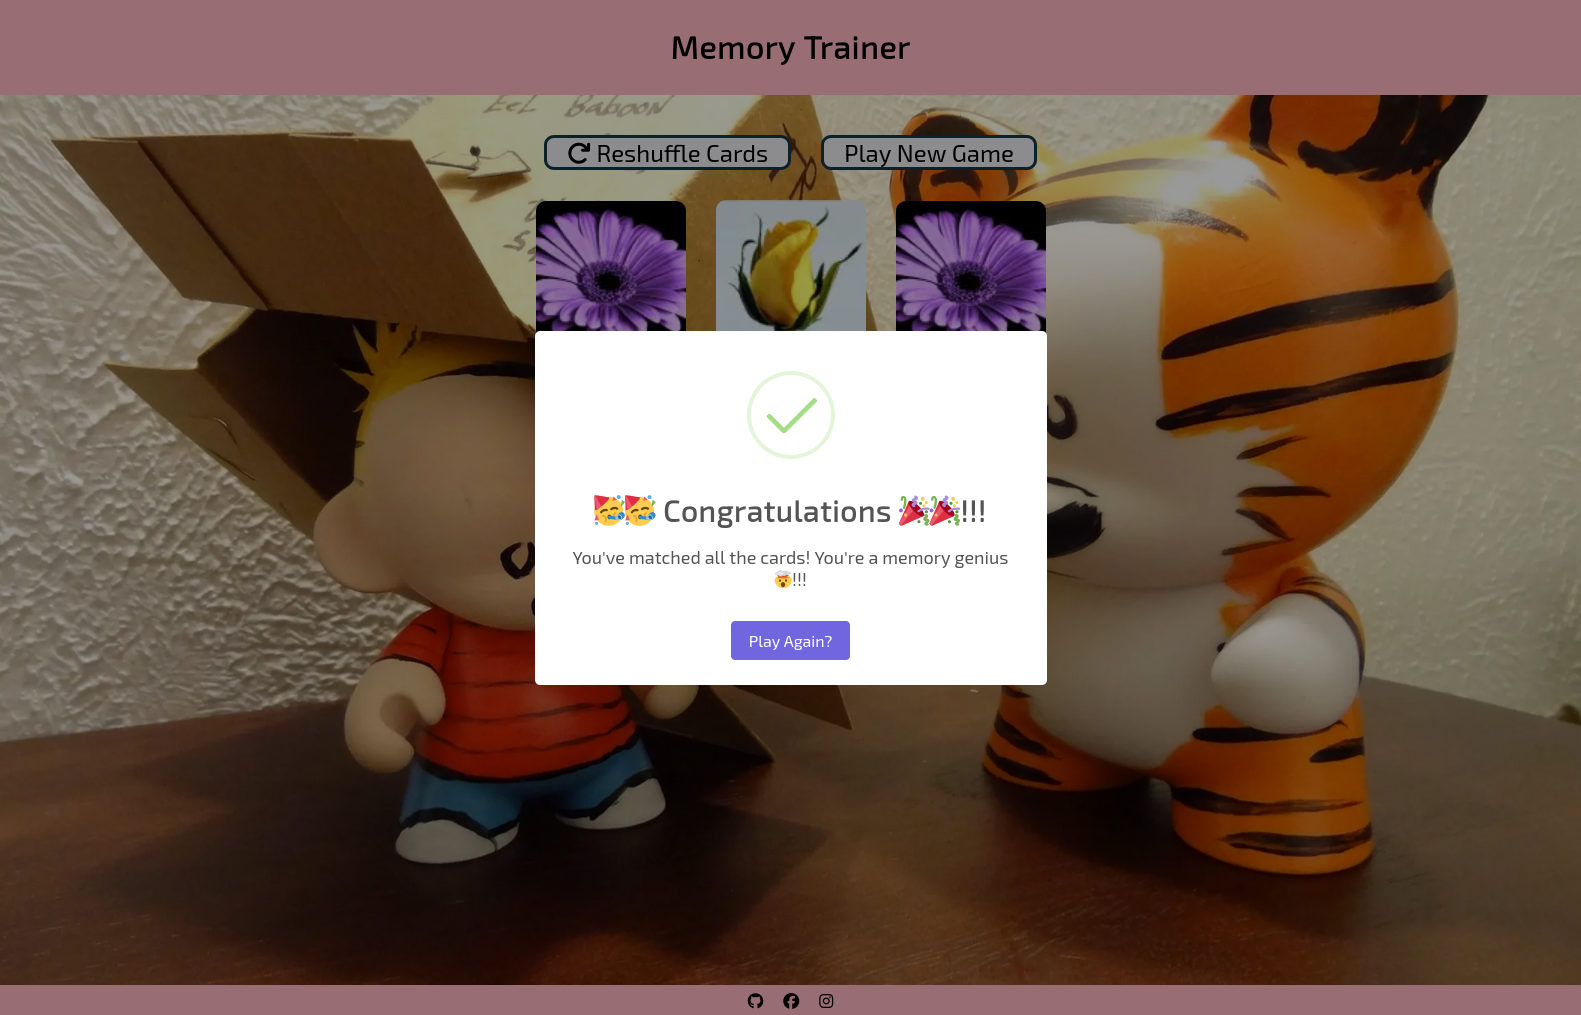 Memory Trainer
Eel Baboon
Reshuffle Cards
Play New Game
🥳🥳 Congratulations 🎉🎉!!!
You've matched all the cards! You're a memory genius
🤯!!!
Play Again?